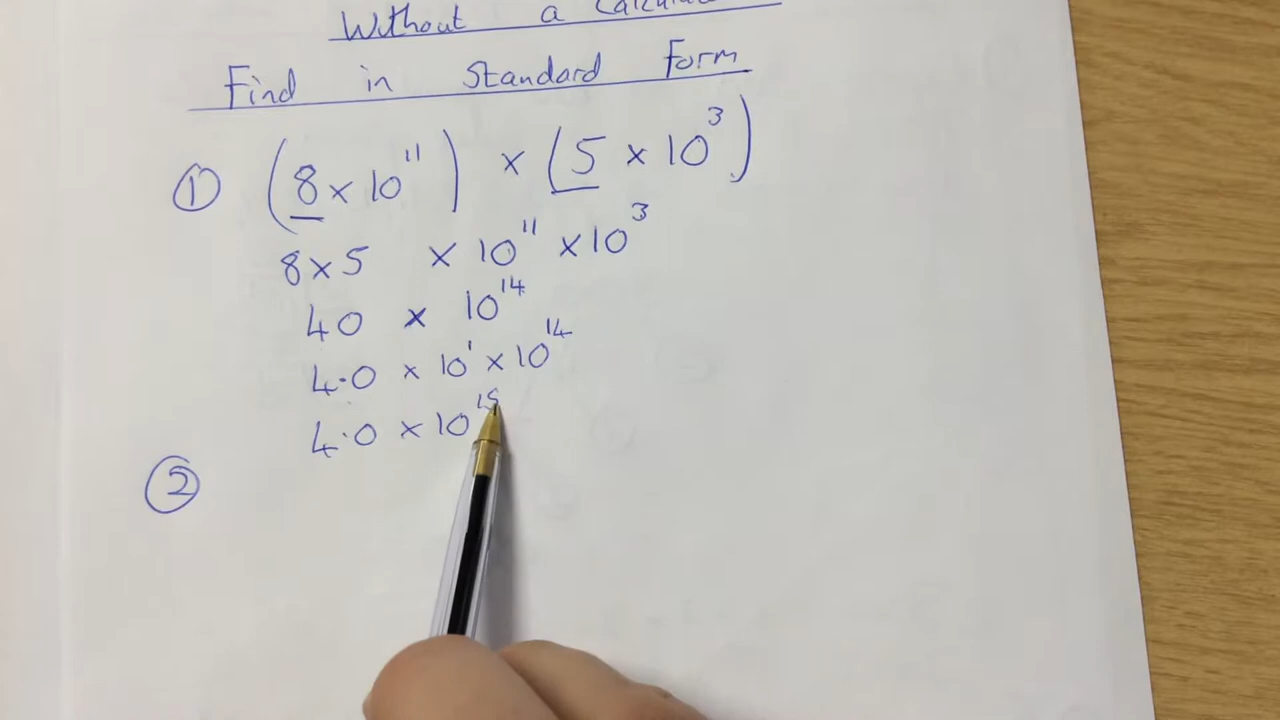 Without a
Find in Standard Form
① (8 × 10¹¹) × (5 × 10³)
8 × 5 × 10¹¹ × 10³
40 × 10¹⁴
4.0 × 10¹ × 10¹⁴
4.0 × 10¹⁵
②